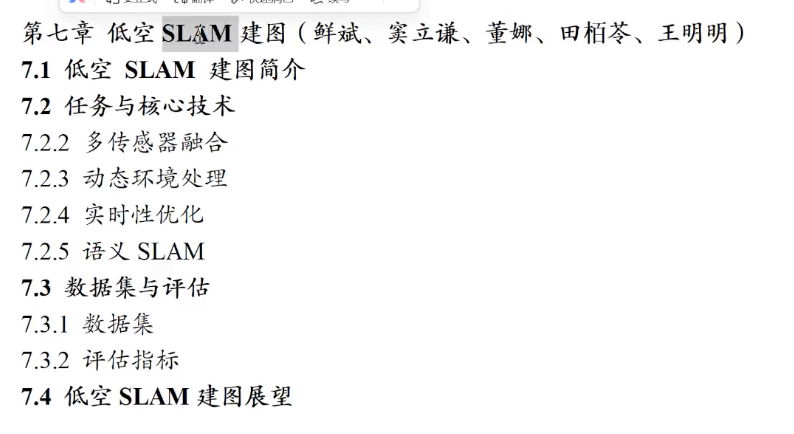 第七章 低空 SLAM 建图（鲜斌、窦立谦、董娜、田栢苓、王明明）
7.1 低空 SLAM 建图简介
7.2 任务与核心技术
7.2.2 多传感器融合
7.2.3 动态环境处理
7.2.4 实时性优化
7.2.5 语义 SLAM
7.3 数据集与评估
7.3.1 数据集
7.3.2 评估指标
7.4 低空 SLAM 建图展望